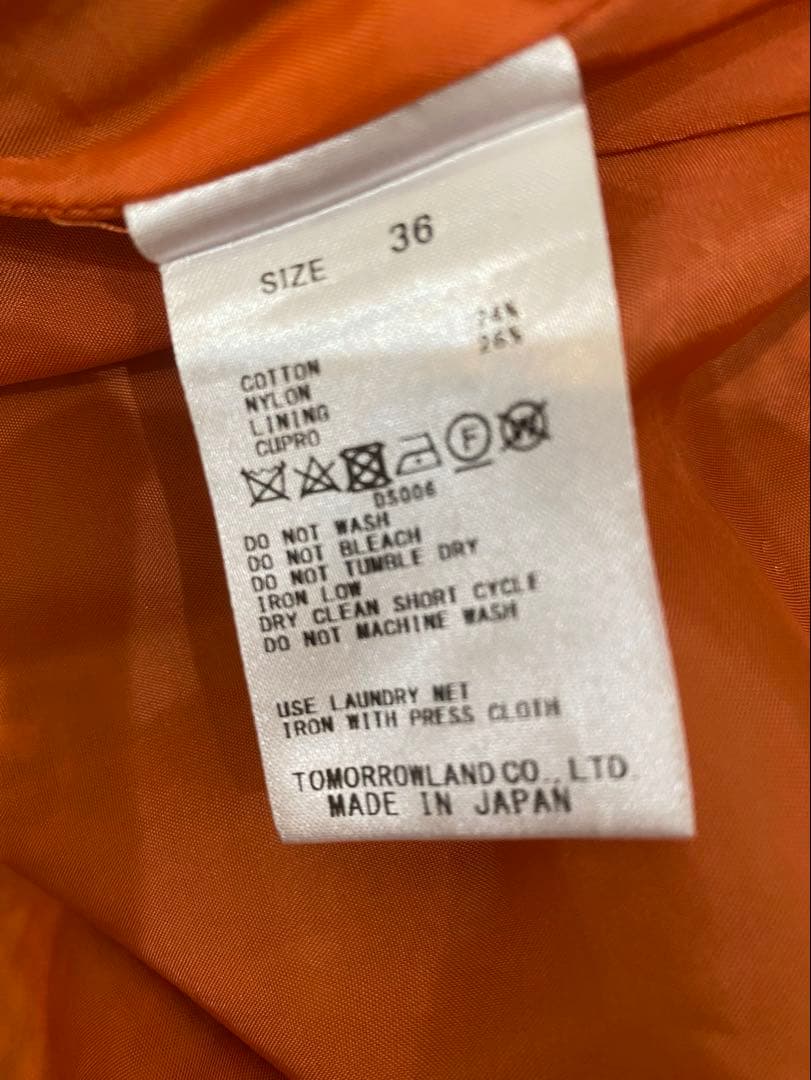 SIZE 36
COTTON 74%
NYLON 26%
LINING
CUPRO
F W
D5006
DO NOT WASH
DO NOT BLEACH
DO NOT TUMBLE DRY
IRON LOW
DRY CLEAN SHORT CYCLE
DO NOT MACHINE WASH
USE LAUNDRY NET
IRON WITH PRESS CLOTH
TOMORROWLAND CO., LTD.
MADE IN JAPAN